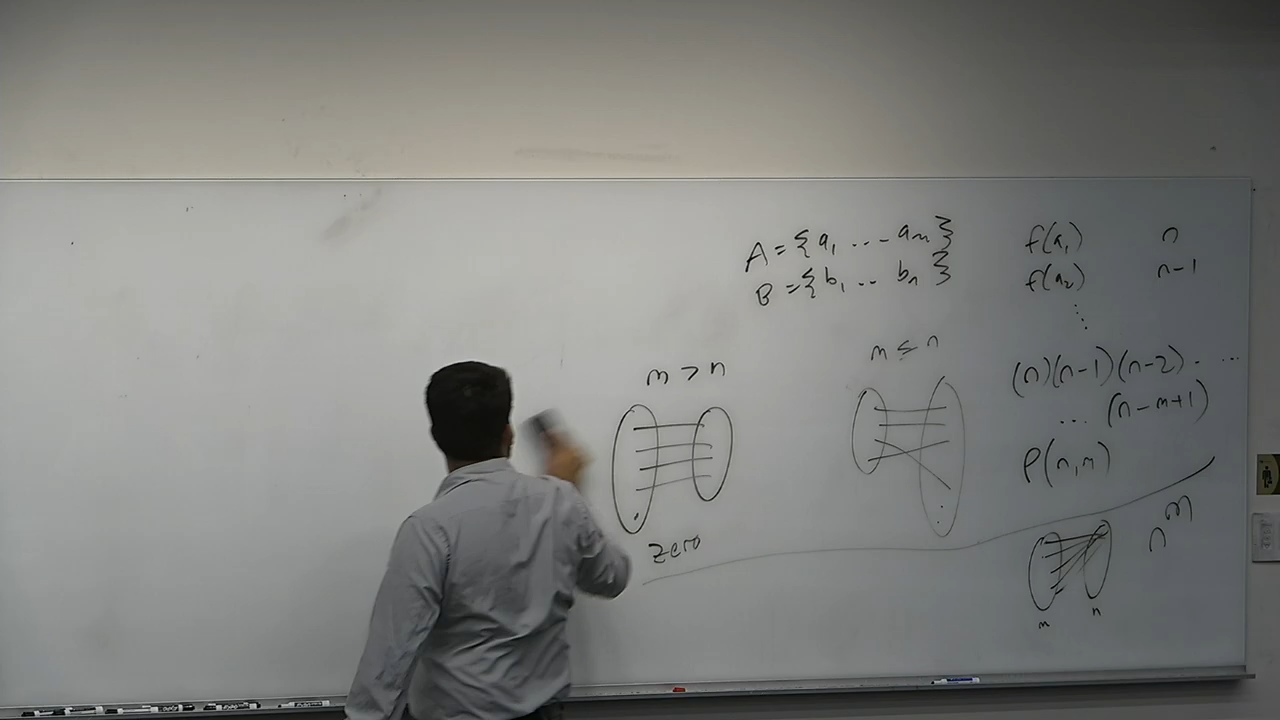 A = {a₁ ... aₘ}
B = {b₁ .. bₙ}
f(a₁) n
f(a₂) n-1
⋮
m > n
zero
m ≤ n
(n)(n-1)(n-2) . ...
... (n-m+1)
P(n,m)
nᵐ
m n